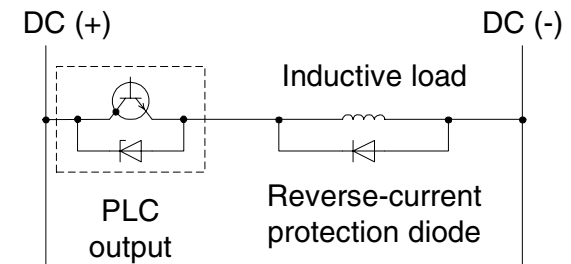 DC (+)
DC (-)
Inductive load
PLC
output
Reverse-current
protection diode